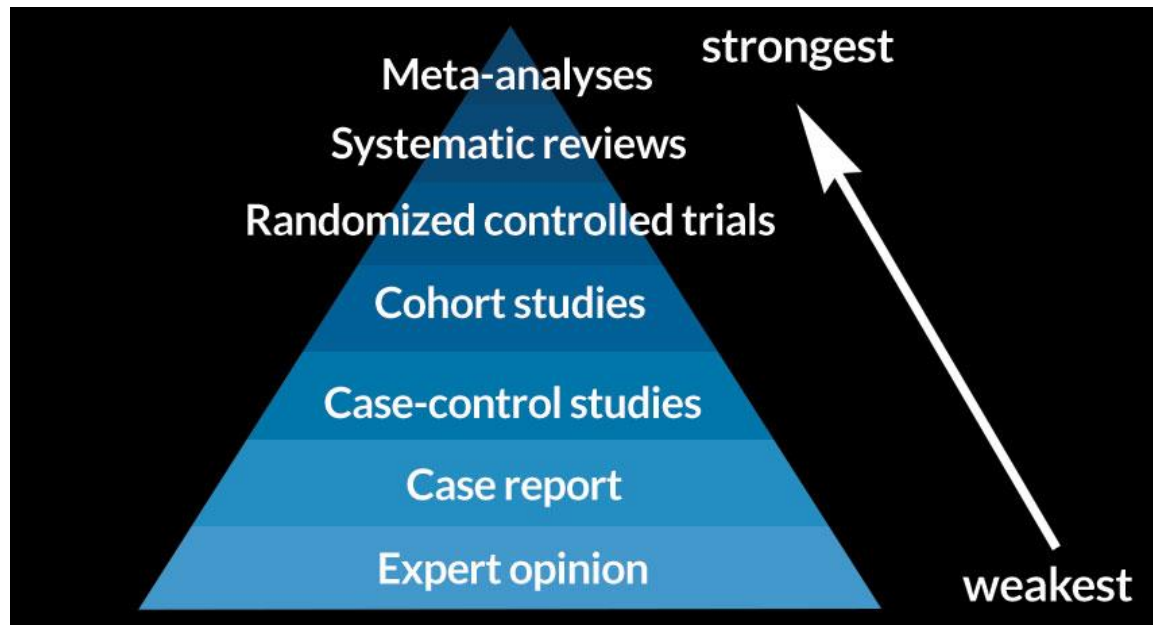 strongest
Meta-analyses
Systematic reviews
Randomized controlled trials
Cohort studies
Case-control studies
Case report
Expert opinion
weakest